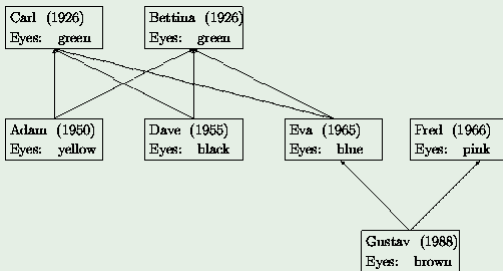 Carl (1926)
Eyes: green
Bettina (1926)
Eyes: green
Adam (1950)
Eyes: yellow
Dave (1955)
Eyes: black
Eva (1965)
Eyes: blue
Fred (1966)
Eyes: pink
Gustav (1988)
Eyes: brown